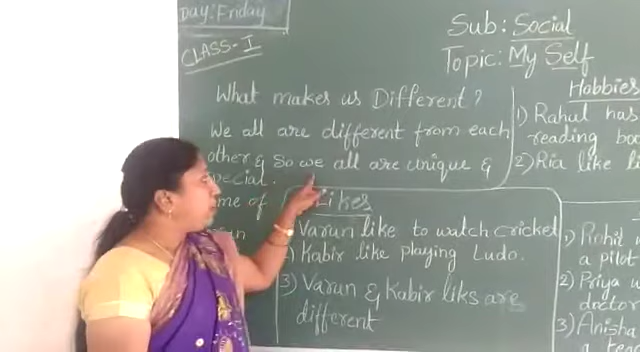 Day: Friday
CLASS-I
Sub: Social
Topic: My Self
What makes us Different?
We all are different from each
other & So we all are unique &
special.
me of
Likes
Varun like to watch cricket
Kabir like playing Ludo.
3) Varun & Kabir liks are
different
Hobbies
1) Rahul has
reading
2) Ria like
1) Rohit
a pilot
2) Priya
doctor
3) Anisha
a